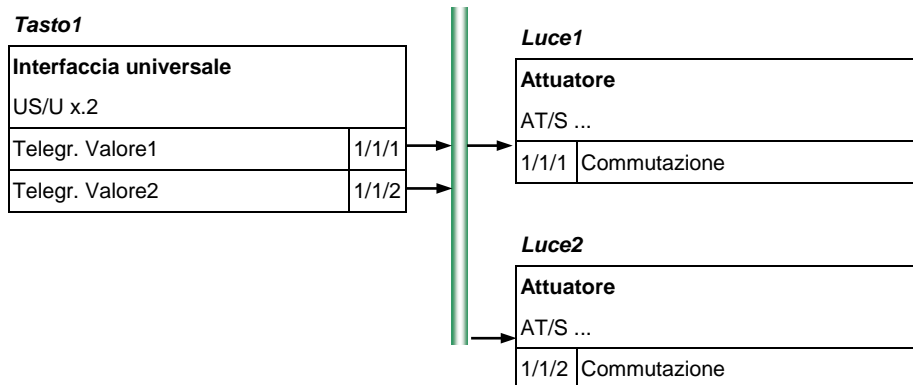 Tasto1
Interfaccia universale
US/U x.2
Telegr. Valore1 1/1/1
Telegr. Valore2 1/1/2
Luce1
Attuatore
AT/S ...
1/1/1 Commutazione
Luce2
Attuatore
AT/S ...
1/1/2 Commutazione